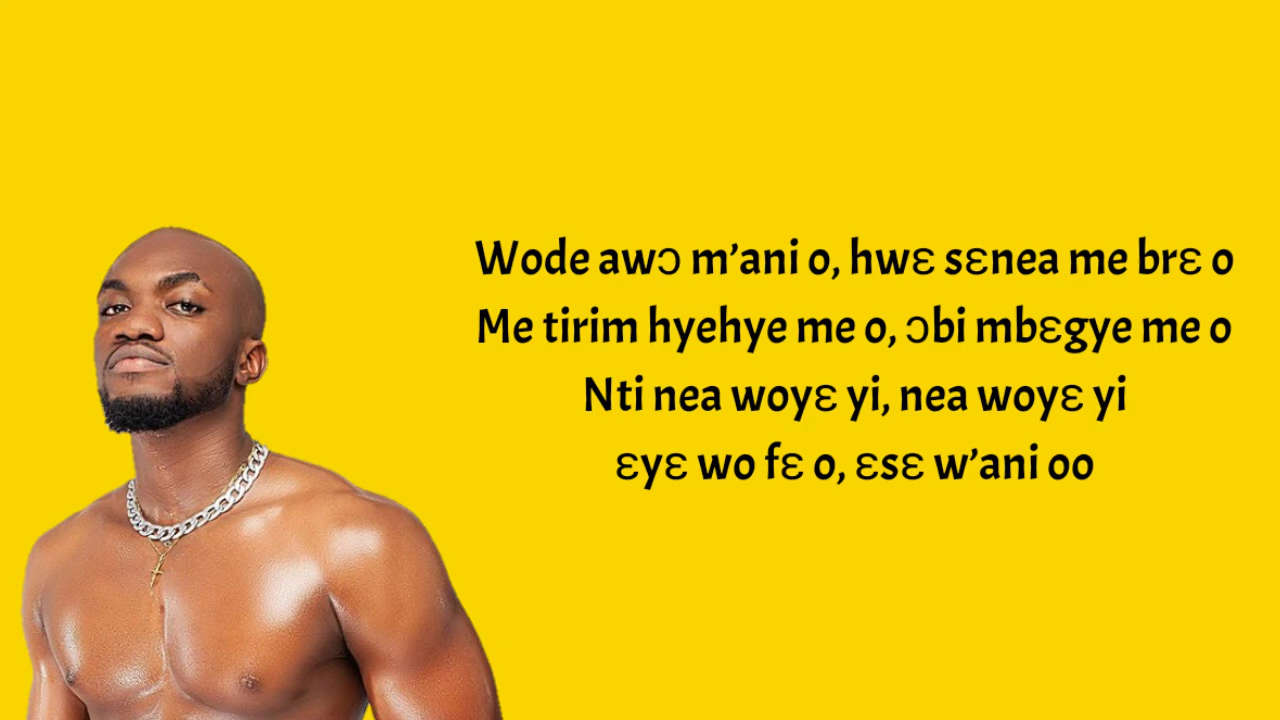 Wode awɔ m’ani o, hwɛ sɛnea me brɛ o
Me tirim hyehye me o, ɔbi mbɛgye me o
Nti nea woyɛ yi, nea woyɛ yi
ɛyɛ wo fɛ o, ɛsɛ w’ani oo